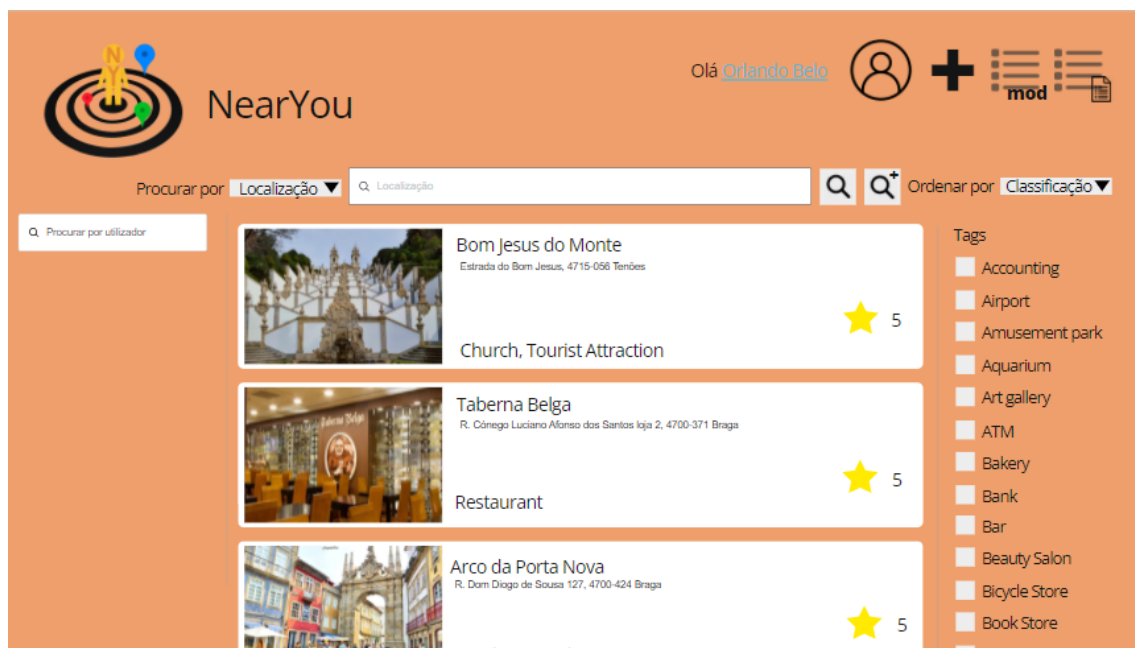 NY
NearYou
Olá Orlando Belo
mod
Procurar por Localização
Localização
Ordenar por Classificação
Procurar por utilizador
Bom Jesus do Monte
Estrada do Bom Jesus, 4715-056 Tenões
5
Church, Tourist Attraction
Taberna Belga
R. Cónego Luciano Afonso dos Santos loja 2, 4700-371 Braga
Taberna Belga
5
Restaurant
Arco da Porta Nova
R. Dom Diogo de Sousa 127, 4700-424 Braga
5
Tags
Accounting
Airport
Amusement park
Aquarium
Art gallery
ATM
Bakery
Bank
Bar
Beauty Salon
Bicycle Store
Book Store